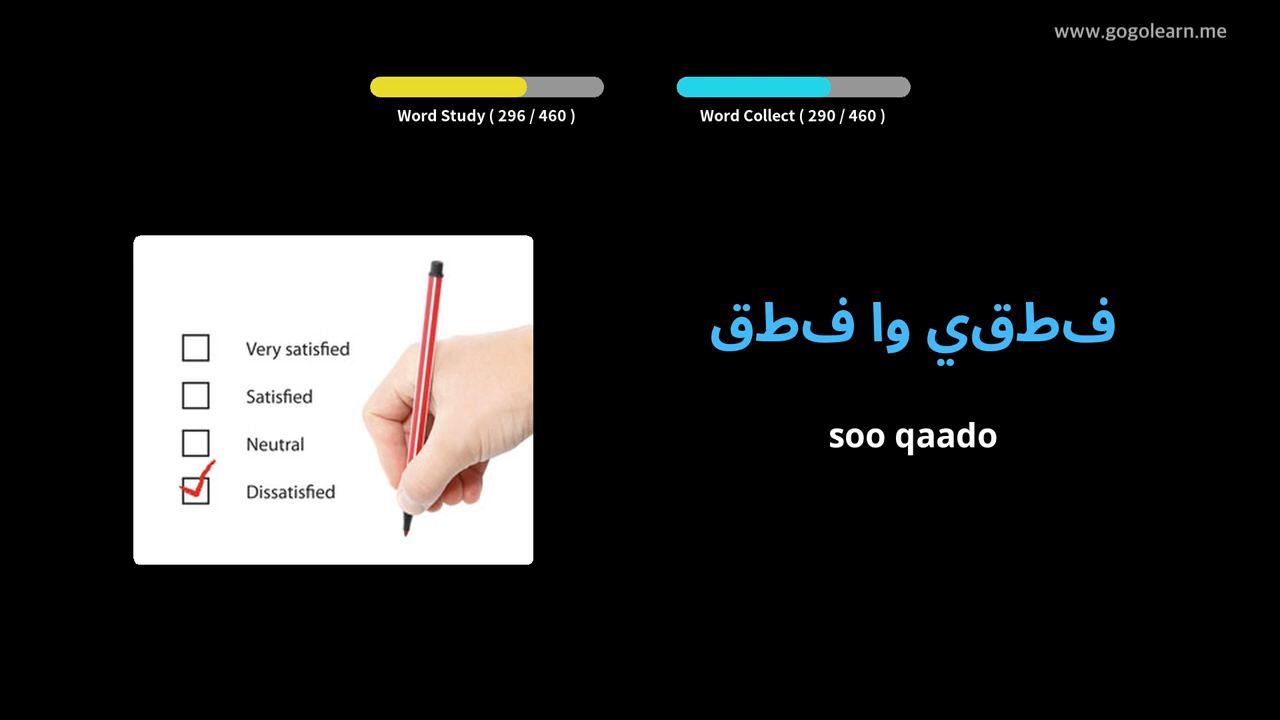 www.gogolearn.me
Word Study ( 296 / 460 )
Word Collect ( 290 / 460 )
Very satisfied
Satisfied
Neutral
Dissatisfied
فطقي وا فطق
soo qaado